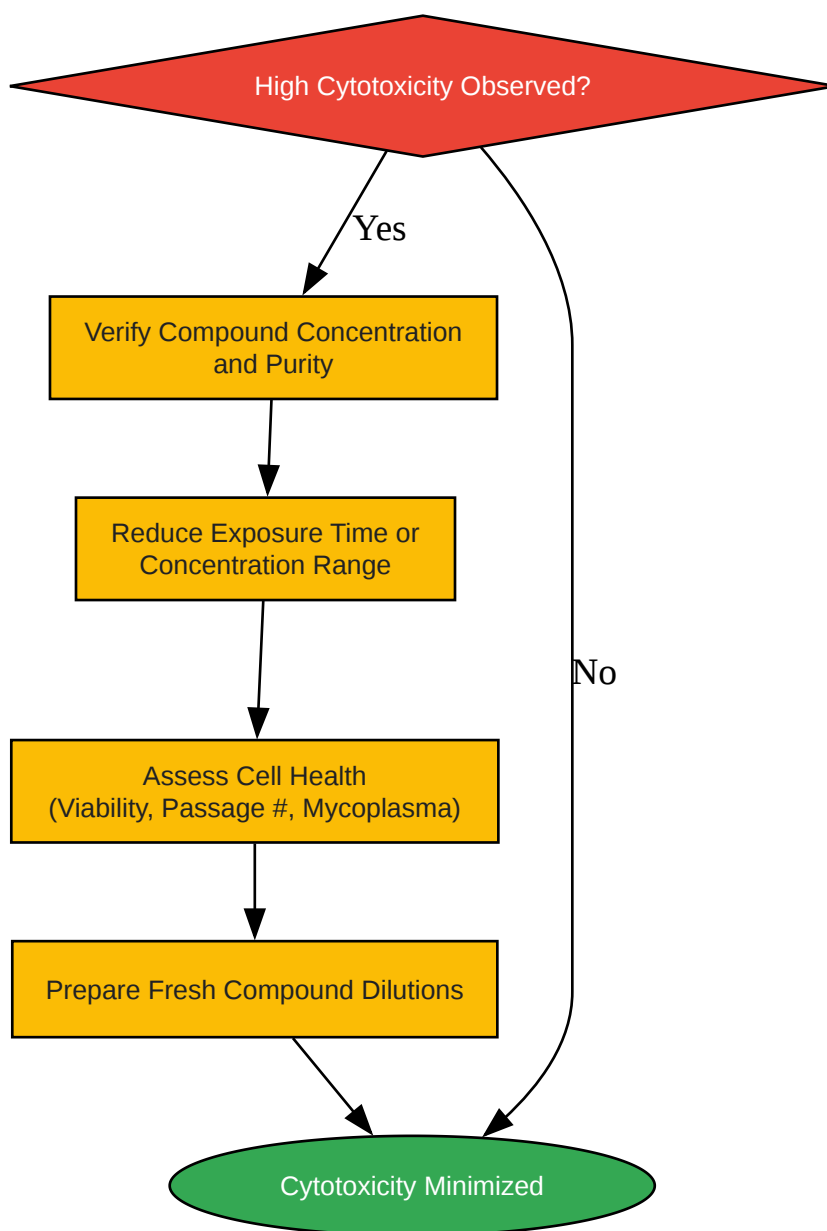 High Cytotoxicity Observed?
Yes
Verify Compound Concentration
and Purity
Reduce Exposure Time or
Concentration Range
No
Assess Cell Health
(Viability, Passage #, Mycoplasma)
Prepare Fresh Compound Dilutions
Cytotoxicity Minimized